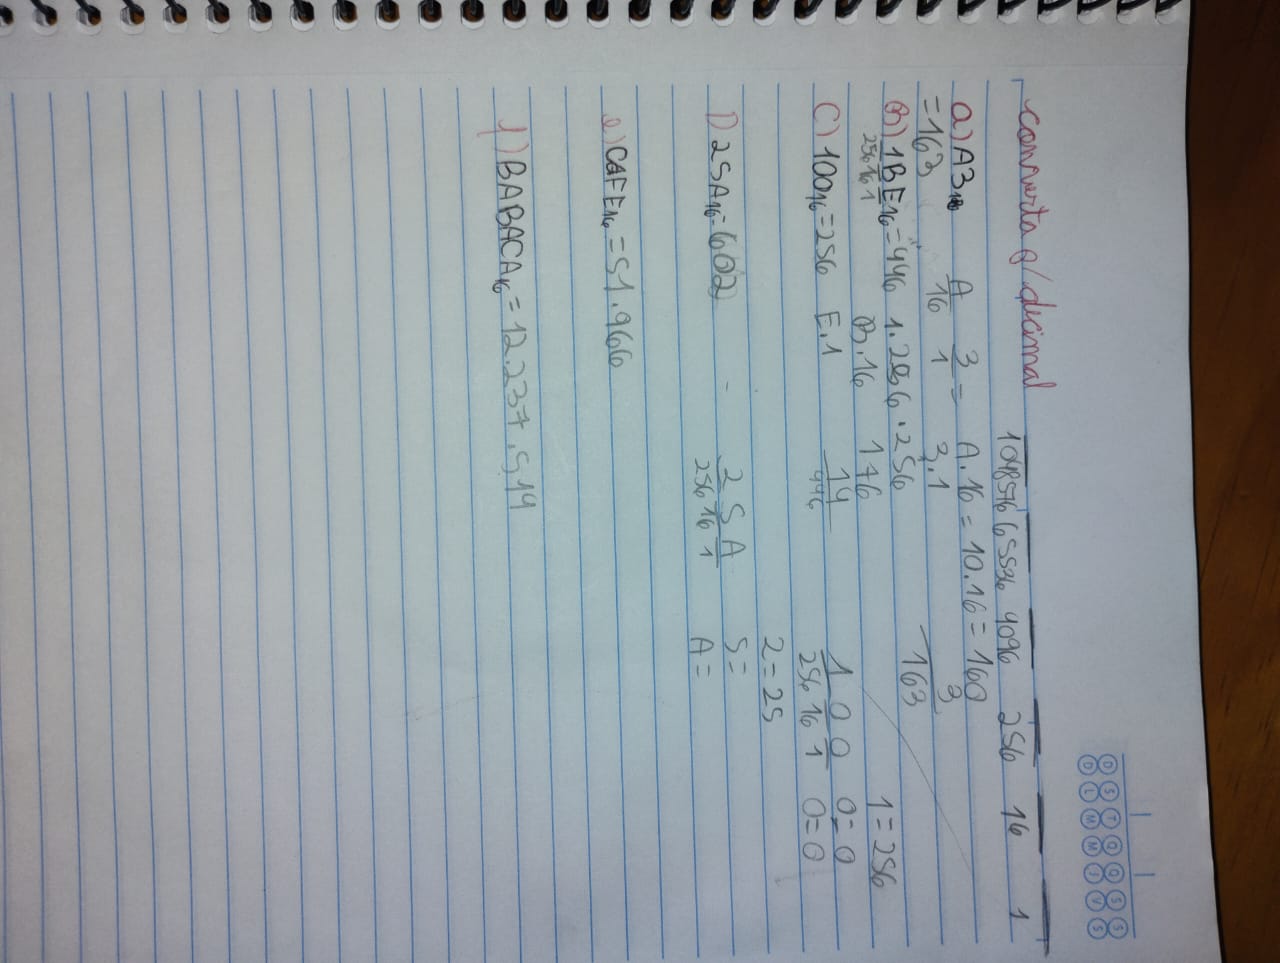 D S T Q Q S S
D L M M J V S
converta p/ decimal
1048576 65536 4096 256 16 1
a) A3₁₆ A 3 = A.16 = 10.16 = 160
= 163 16 1 3.1 3
163
B) 1BE₁₆ = 446 1.256 . 256
256 16 1 B.16 176
E.1 14
446
C) 100₁₆ = 256 1 0 0 0 = 0
256 16 1 0 = 0
1 = 256
D) 25A₁₆ = 602 2 5 A 5 =
256 16 1 A =
2 = 25
e) CAFE₁₆ = 51.966
f) BABACA₁₆ = 12.237.514